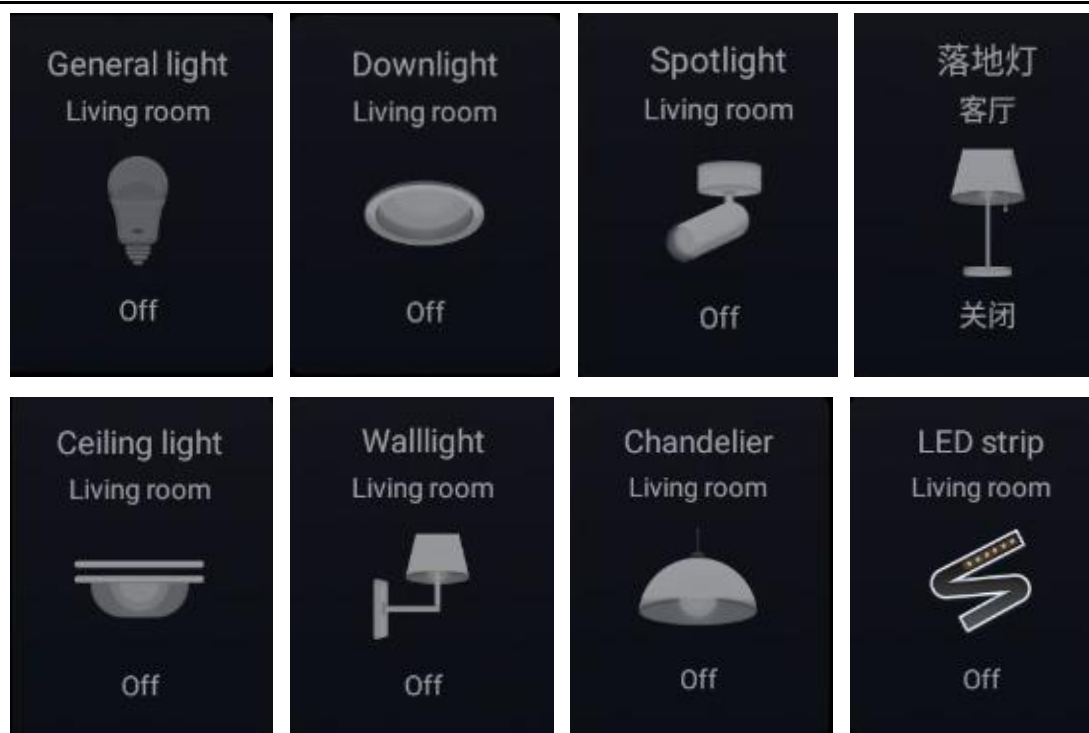 General light
Living room
Off
Downlight
Living room
Off
Spotlight
Living room
Off
落地灯
客厅
关闭
Ceiling light
Living room
Off
Walllight
Living room
Off
Chandelier
Living room
Off
LED strip
Living room
Off